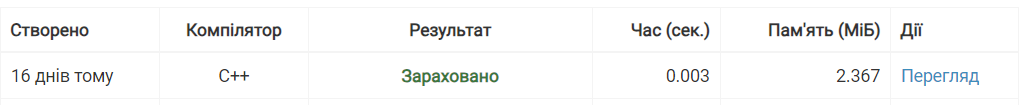 Створено Компілятор Результат Час (сек.) Пам'ять (МіБ) Дії
16 днів тому C++ Зараховано 0.003 2.367 Перегляд